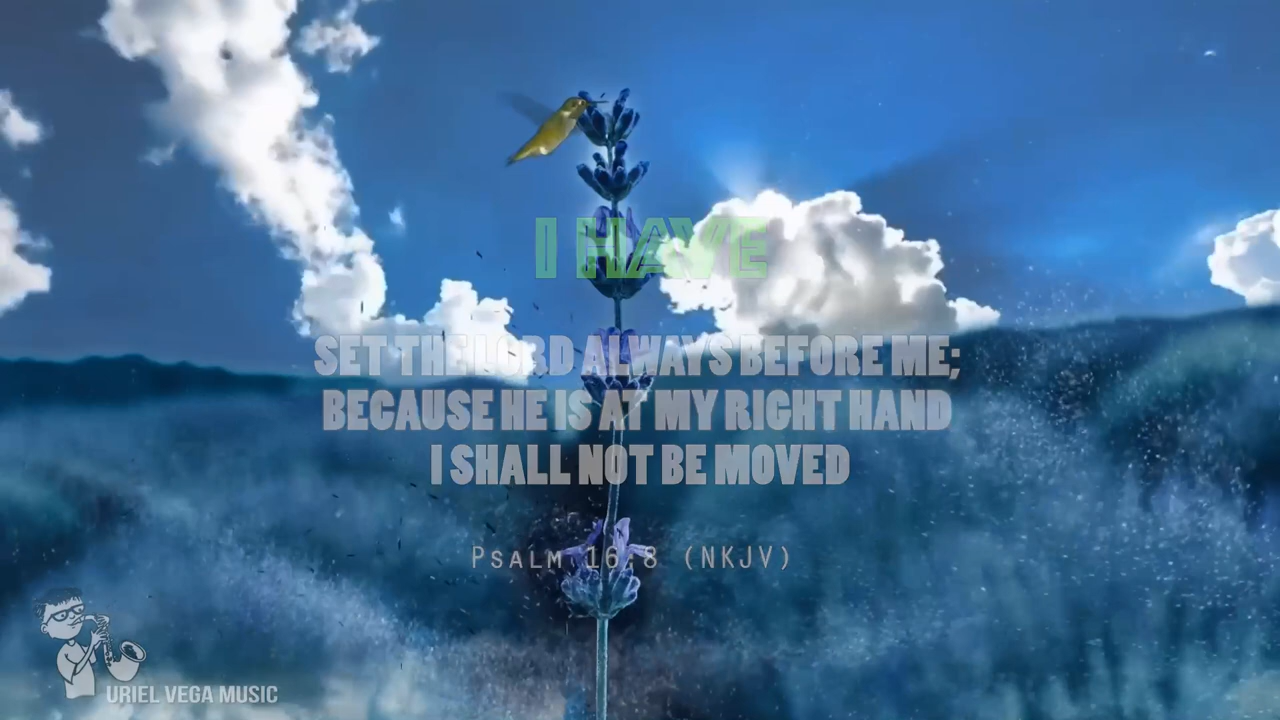 I HAVE
SET THE LORD ALWAYS BEFORE ME;
BECAUSE HE IS AT MY RIGHT HAND
I SHALL NOT BE MOVED
PSALM 16:8 (NKJV)
URIEL VEGA MUSIC